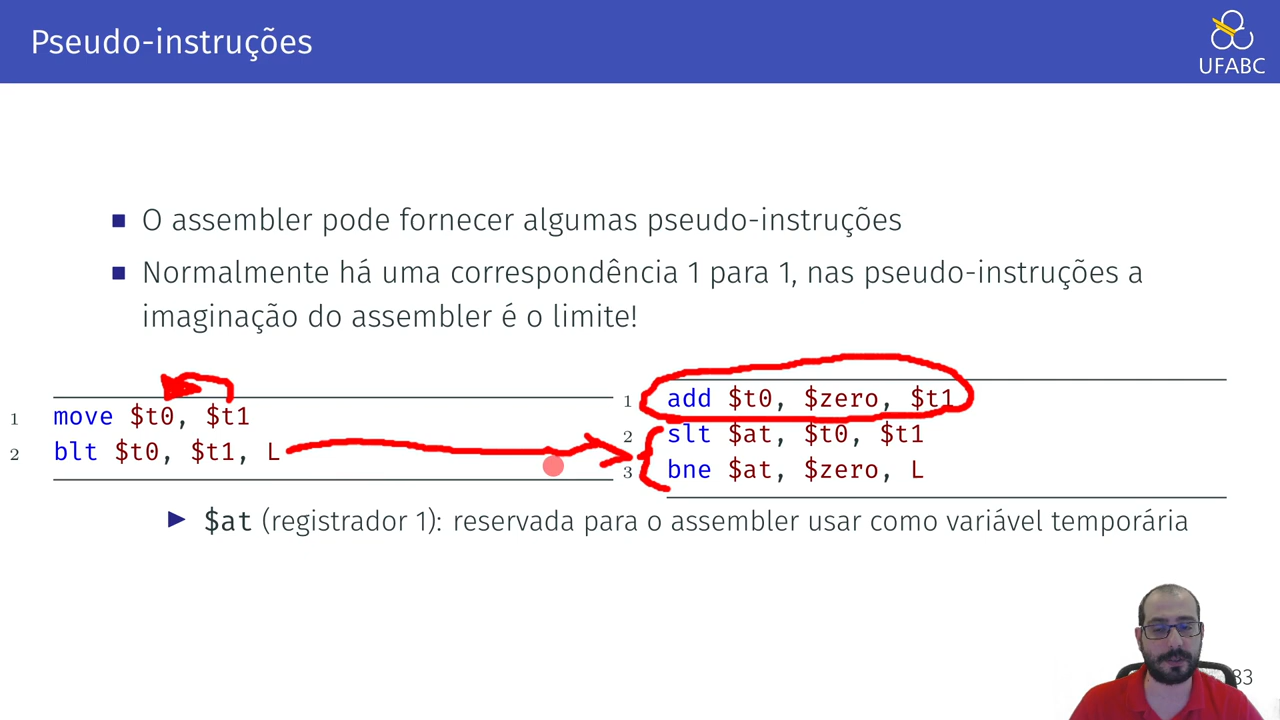 Pseudo-instruções
UFABC
O assembler pode fornecer algumas pseudo-instruções
Normalmente há uma correspondência 1 para 1, nas pseudo-instruções a
imaginação do assembler é o limite!
1 move $t0, $t1
2 blt $t0, $t1, L
1 add $t0, $zero, $t1
2 slt $at, $t0, $t1
3 bne $at, $zero, L
$at (registrador 1): reservada para o assembler usar como variável temporária
33